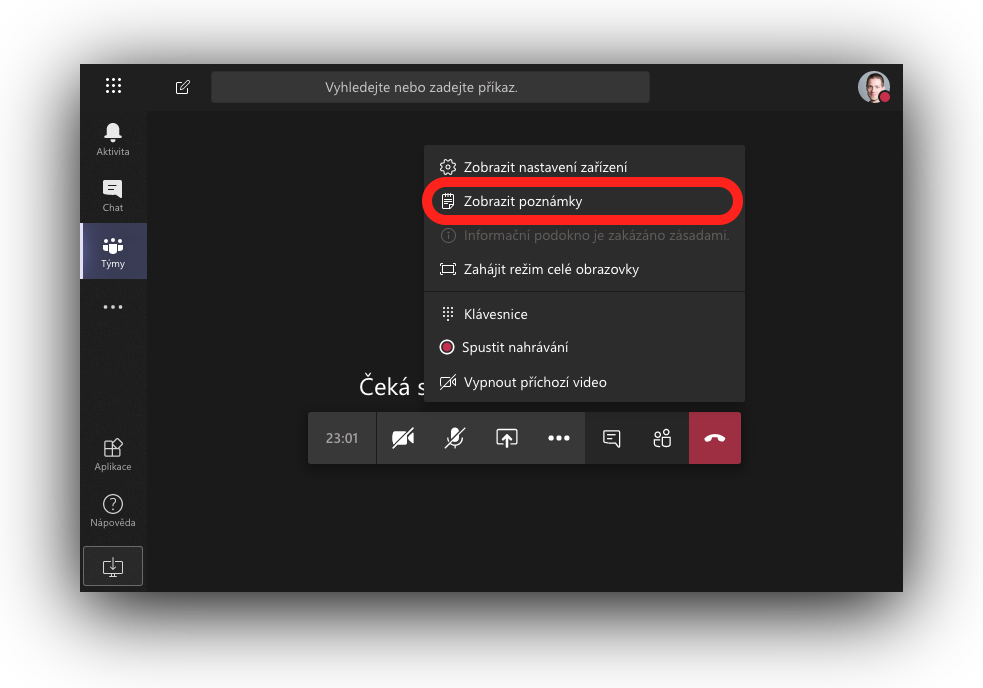 Vyhledejte nebo zadejte příkaz.
Aktivita
Chat
Týmy
Aplikace
Nápověda
Zobrazit nastavení zařízení
Zobrazit poznámky
Informační podokno je zakázáno zásadami.
Zahájit režim celé obrazovky
Klávesnice
Spustit nahrávání
Vypnout příchozí video
Čeká s
23:01